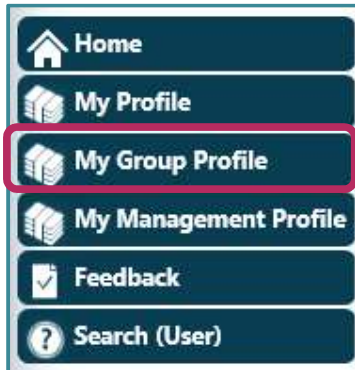 Home
My Profile
My Group Profile
My Management Profile
Feedback
Search (User)